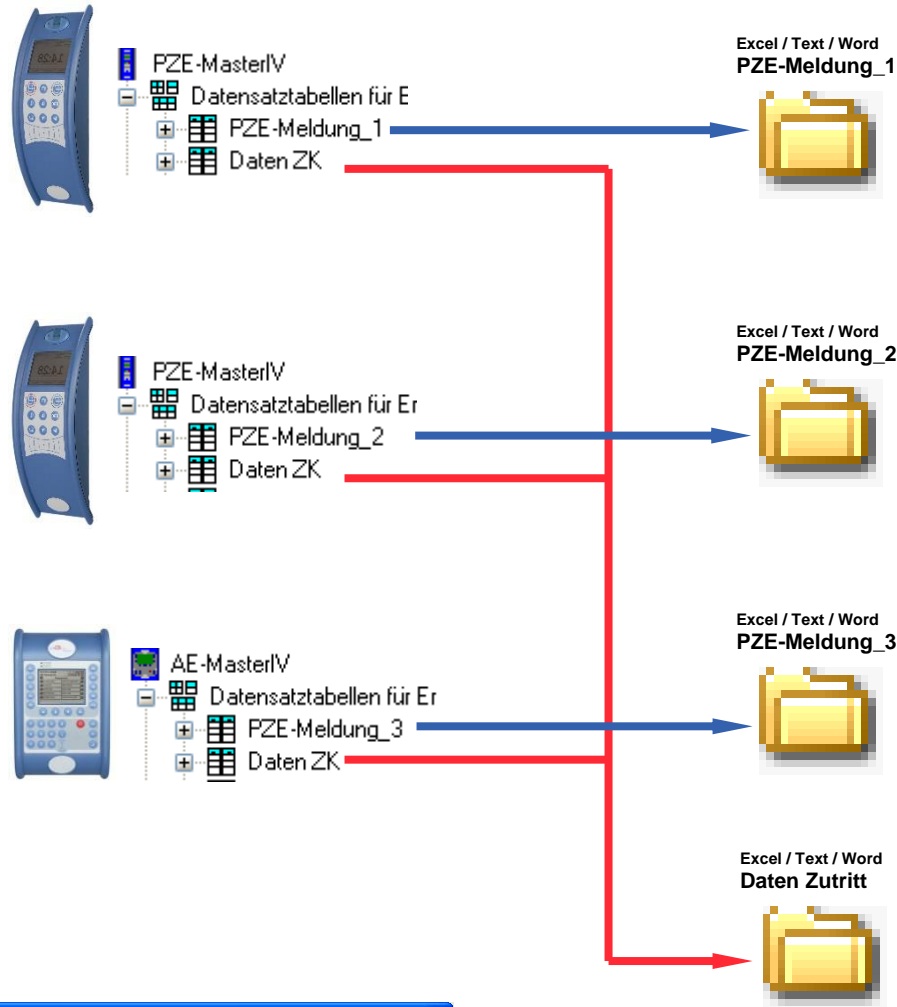 PZE-MasterIV
Datensatztabellen für E
PZE-Meldung_1
Daten ZK
Excel / Text / Word
PZE-Meldung_1
PZE-MasterIV
Datensatztabellen für Er
PZE-Meldung_2
Daten ZK
Excel / Text / Word
PZE-Meldung_2
AE-MasterIV
Datensatztabellen für Er
PZE-Meldung_3
Daten ZK
Excel / Text / Word
PZE-Meldung_3
Excel / Text / Word
Daten Zutritt